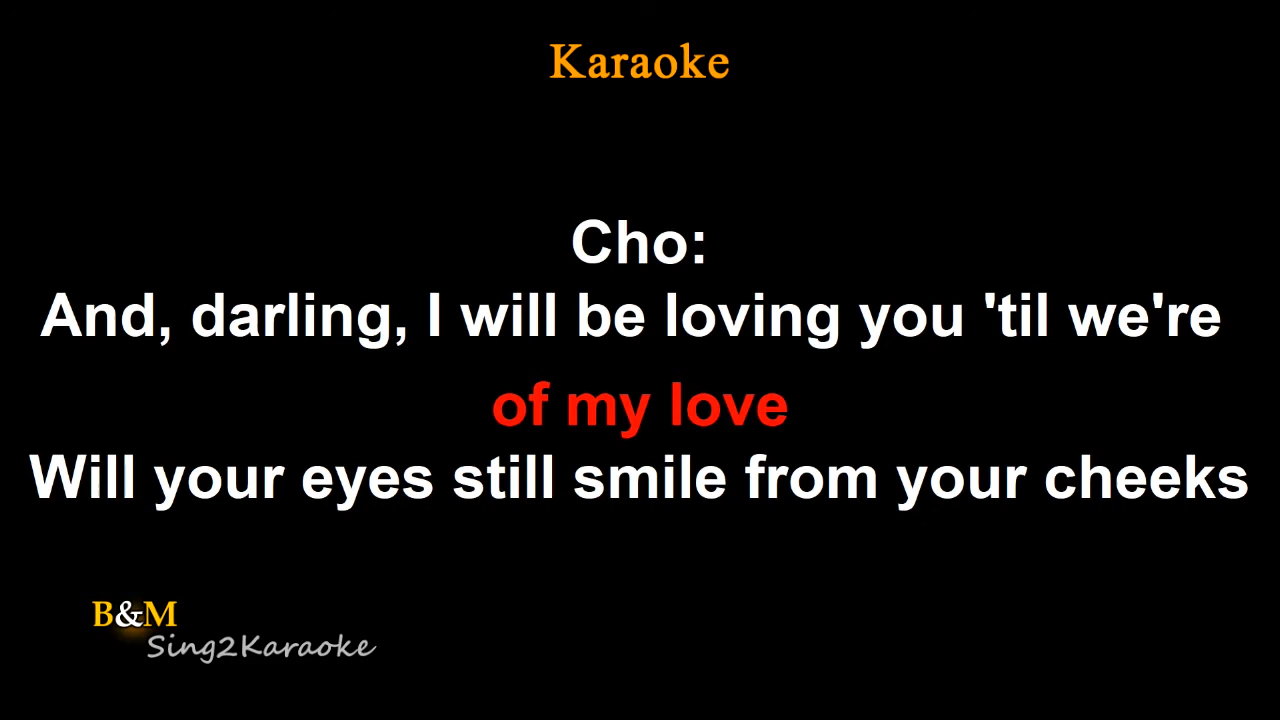 Karaoke
Cho:
And, darling, I will be loving you 'til we're
of my love
Will your eyes still smile from your cheeks
B&M
Sing2Karaoke